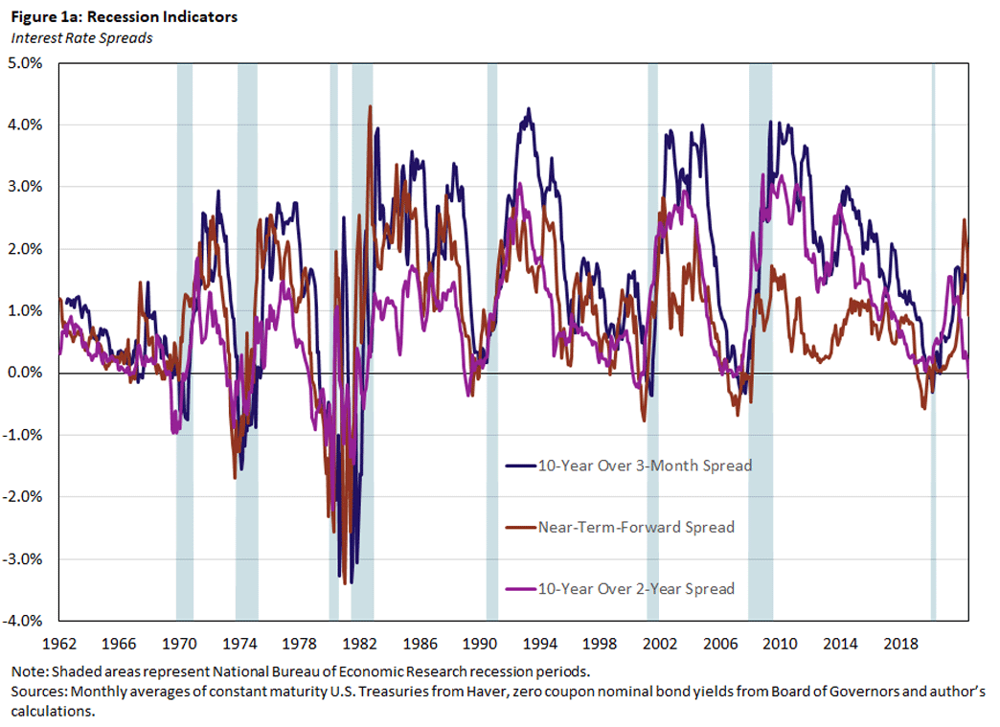 Figure 1a: Recession Indicators
Interest Rate Spreads
5.0%
4.0%
3.0%
2.0%
1.0%
0.0%
-1.0%
-2.0%
-3.0%
-4.0%
10-Year Over 3-Month Spread
Near-Term-Forward Spread
10-Year Over 2-Year Spread
1962 1966 1970 1974 1978 1982 1986 1990 1994 1998 2002 2006 2010 2014 2018
Note: Shaded areas represent National Bureau of Economic Research recession periods.
Sources: Monthly averages of constant maturity U.S. Treasuries from Haver, zero coupon nominal bond yields from Board of Governors and author's
calculations.